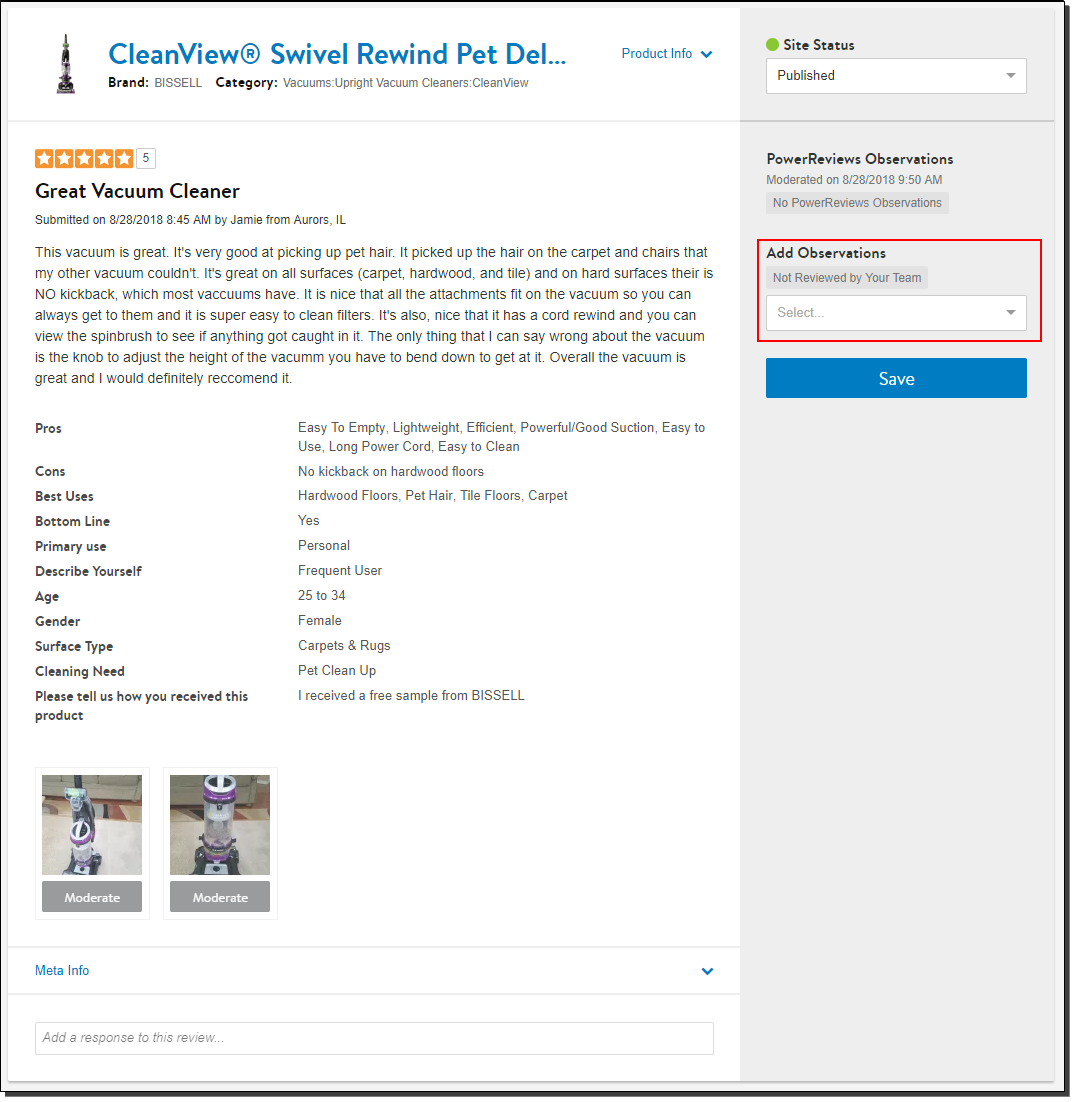 CleanView® Swivel Rewind Pet Del...
Product Info
Brand: BISSELL Category: Vacuums:Upright Vacuum Cleaners:CleanView
Site Status
Published
5
Great Vacuum Cleaner
Submitted on 8/28/2018 8:45 AM by Jamie from Aurors, IL
This vacuum is great. It's very good at picking up pet hair. It picked up the hair on the carpet and chairs that
my other vacuum couldn't. It's great on all surfaces (carpet, hardwood, and tile) and on hard surfaces their is
NO kickback, which most vaccuums have. It is nice that all the attachments fit on the vacuum so you can
always get to them and it is super easy to clean filters. It's also, nice that it has a cord rewind and you can
view the spinbrush to see if anything got caught in it. The only thing that I can say wrong about the vacuum
is the knob to adjust the height of the vacumm you have to bend down to get at it. Overall the vacuum is
great and I would definitely reccomend it.
Pros Easy To Empty, Lightweight, Efficient, Powerful/Good Suction, Easy to
Use, Long Power Cord, Easy to Clean
Cons No kickback on hardwood floors
Best Uses Hardwood Floors, Pet Hair, Tile Floors, Carpet
Bottom Line Yes
Primary use Personal
Describe Yourself Frequent User
Age 25 to 34
Gender Female
Surface Type Carpets & Rugs
Cleaning Need Pet Clean Up
Please tell us how you received this I received a free sample from BISSELL
product
Moderate Moderate
Meta Info
Add a response to this review...
PowerReviews Observations
Moderated on 8/28/2018 9:50 AM
No PowerReviews Observations
Add Observations
Not Reviewed by Your Team
Select...
Save